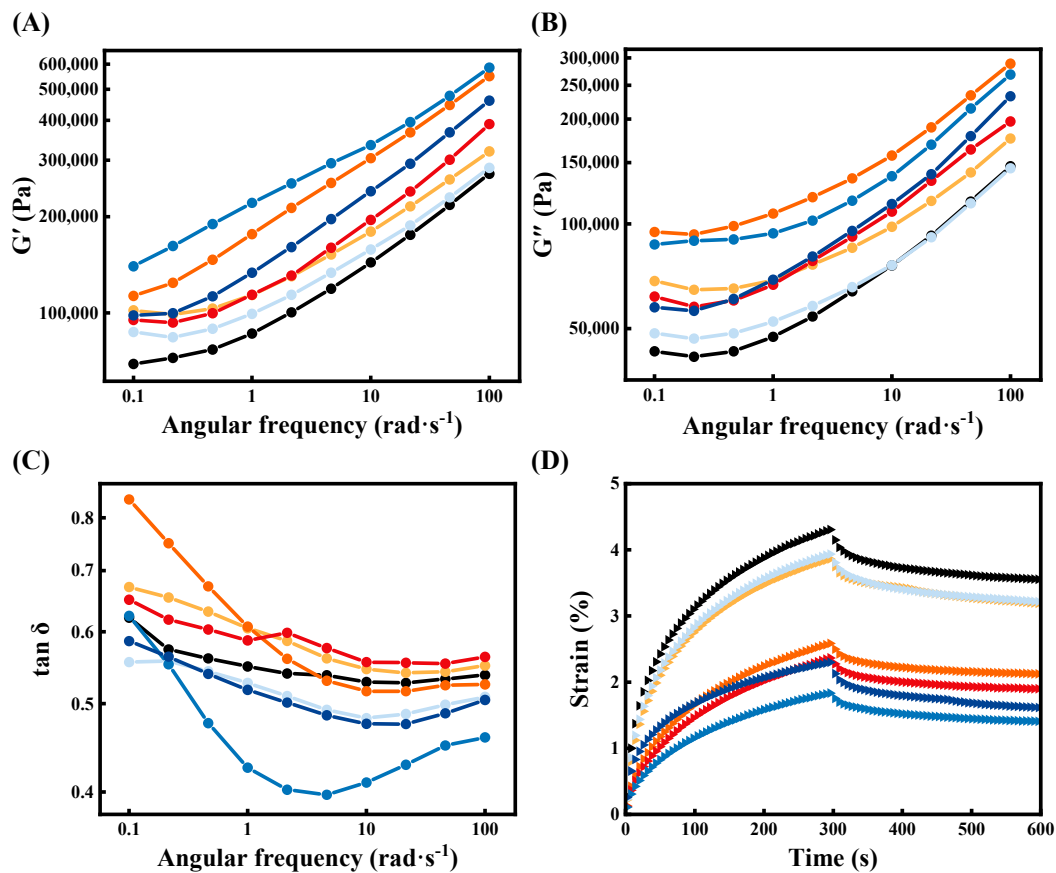 (A)
600,000
500,000
400,000
300,000
200,000
100,000
G′ (Pa)
0.1 1 10 100
Angular frequency (rad·s⁻¹)
(B)
300,000
250,000
200,000
150,000
100,000
50,000
G″ (Pa)
0.1 1 10 100
Angular frequency (rad·s⁻¹)
(C)
0.8
0.7
0.6
0.5
0.4
tan δ
0.1 1 10 100
Angular frequency (rad·s⁻¹)
(D)
5
4
3
2
1
0
Strain (%)
0 100 200 300 400 500 600
Time (s)